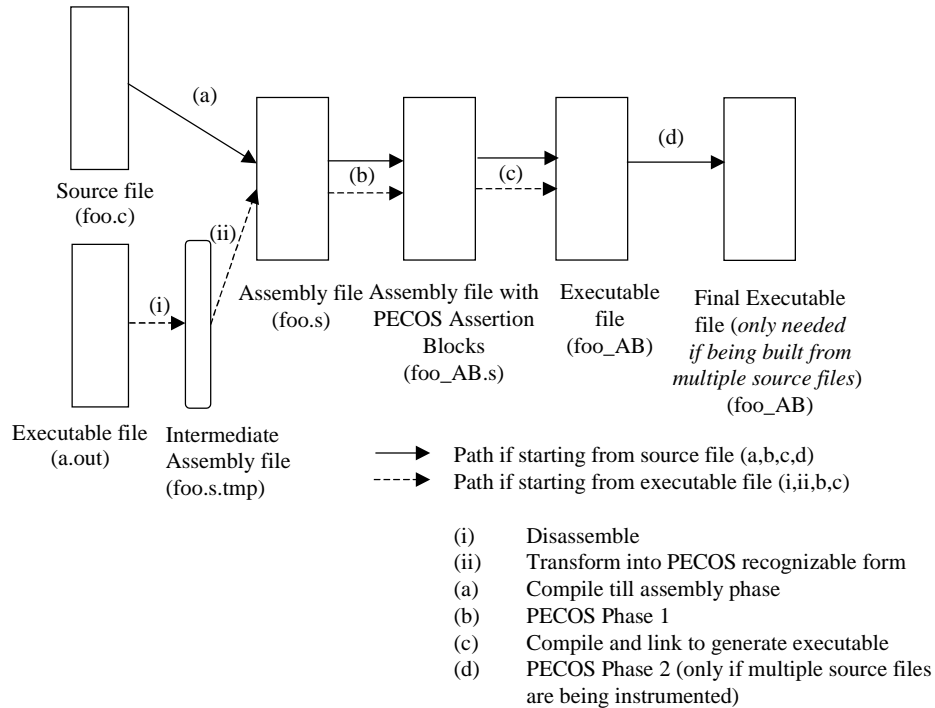 (a)
(d)
(b)
(c)
Source file
(foo.c)
(ii)
(i)
Assembly file
(foo.s)
Assembly file with
PECOS Assertion
Blocks
(foo_AB.s)
Executable
file
(foo_AB)
Final Executable
file (only needed
if being built from
multiple source files)
(foo_AB)
Executable file
(a.out)
Intermediate
Assembly file
(foo.s.tmp)
Path if starting from source file (a,b,c,d)
Path if starting from executable file (i,ii,b,c)
(i) Disassemble
(ii) Transform into PECOS recognizable form
(a) Compile till assembly phase
(b) PECOS Phase 1
(c) Compile and link to generate executable
(d) PECOS Phase 2 (only if multiple source files
are being instrumented)